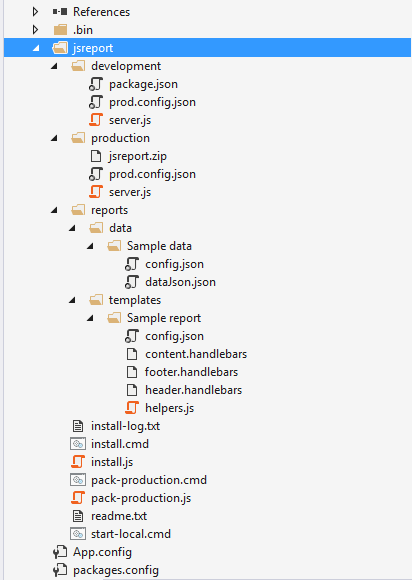 References
.bin
jsreport
development
package.json
prod.config.json
server.js
production
jsreport.zip
prod.config.json
server.js
reports
data
Sample data
config.json
dataJson.json
templates
Sample report
config.json
content.handlebars
footer.handlebars
header.handlebars
helpers.js
install-log.txt
install.cmd
install.js
pack-production.cmd
pack-production.js
readme.txt
start-local.cmd
App.config
packages.config